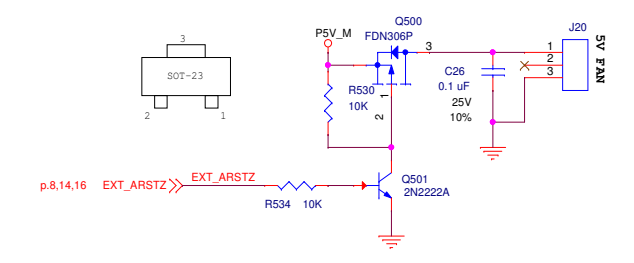 3
SOT-23
2
1
P5V_M
Q500
FDN306P
3
R530
10K
1
2
C26
0.1 uF
25V
10%
J20
1
2
3
5V FAN
p.8,14,16
EXT_ARSTZ
EXT_ARSTZ
R534
10K
Q501
2N2222A